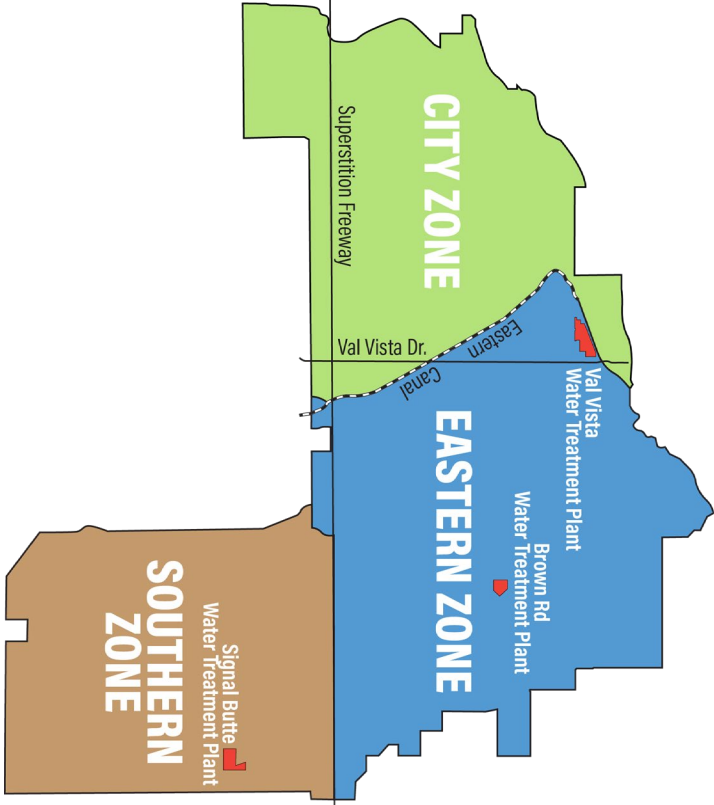 CITY ZONE
Superstition Freeway
Val Vista Dr.
Eastern
Canal
Val Vista
Water Treatment Plant
EASTERN ZONE
Brown Rd
Water Treatment Plant
SOUTHERN
ZONE
Signal Butte
Water Treatment Plant